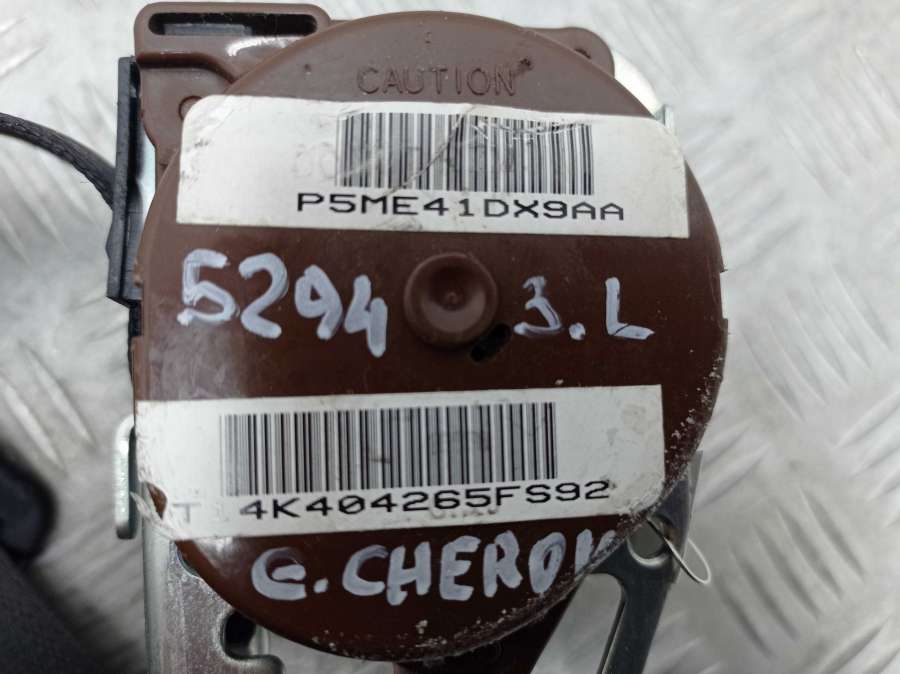 CAUTION
P5ME41DX9AA
5294 3.L
T 4K404265FS92
G.CHEROK